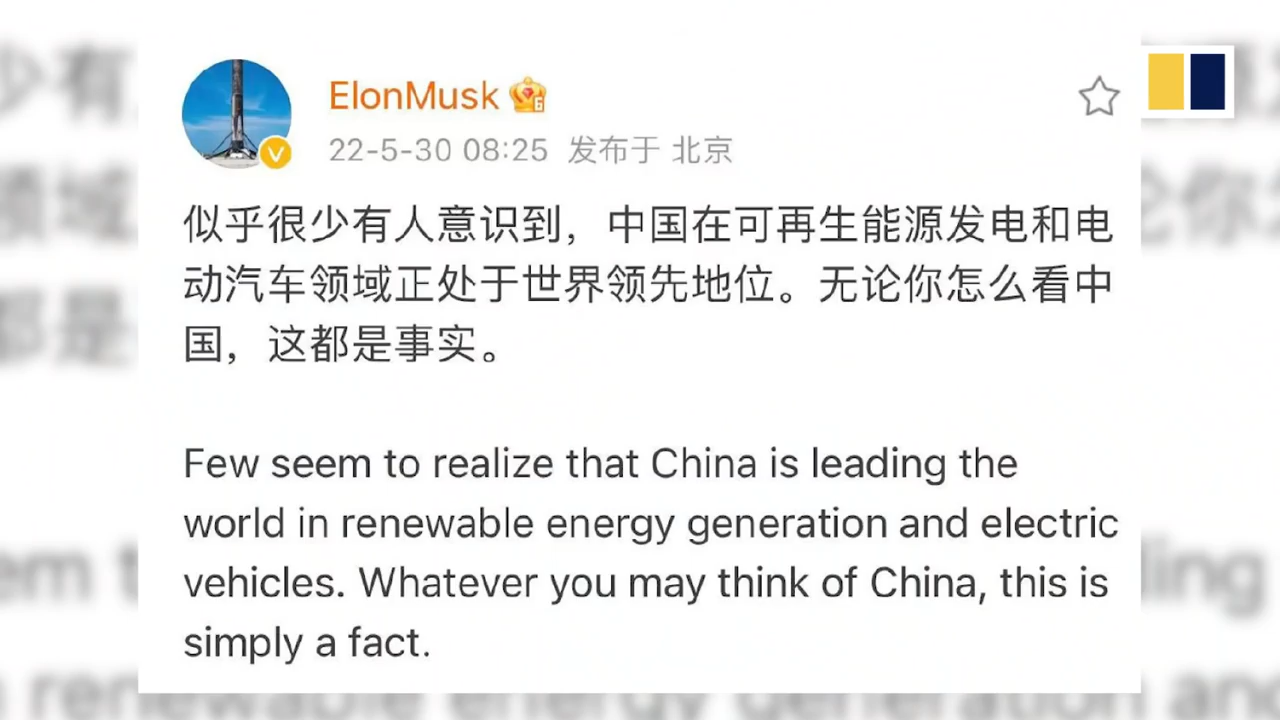 ElonMusk 6
22-5-30 08:25 发布于 北京
似乎很少有人意识到，中国在可再生能源发电和电
动汽车领域正处于世界领先地位。无论你怎么看中
国，这都是事实。
Few seem to realize that China is leading the
world in renewable energy generation and electric
vehicles. Whatever you may think of China, this is
simply a fact.